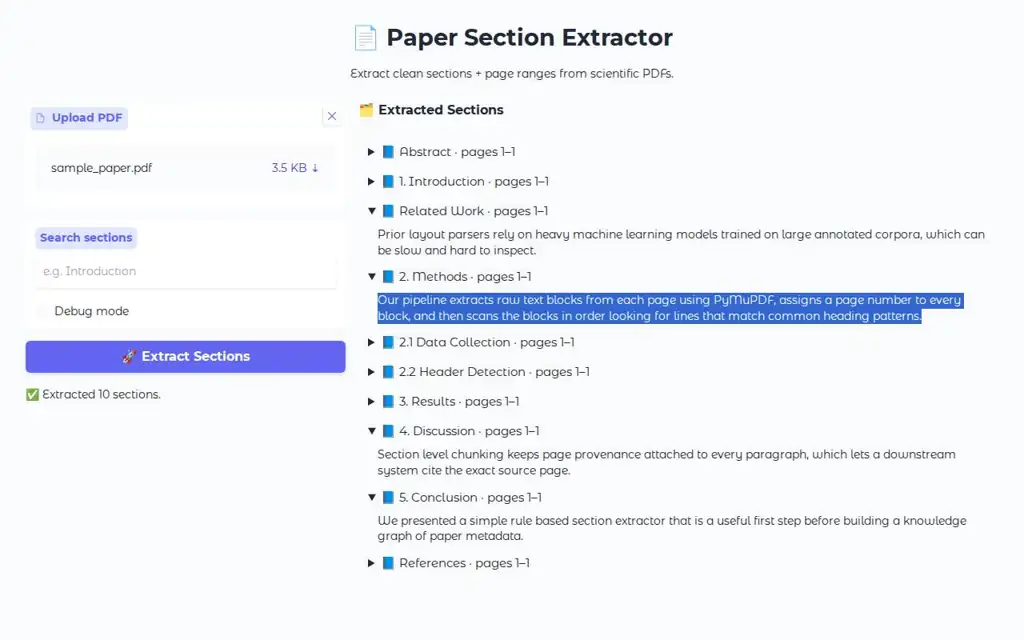 Paper Section Extractor
Extract clean sections + page ranges from scientific PDFs.
Upload PDF
sample_paper.pdf 3.5 KB ↓
Search sections
e.g. Introduction
Debug mode
🚀 Extract Sections
✅ Extracted 10 sections.
Extracted Sections
Abstract · pages 1–1
1. Introduction · pages 1–1
Related Work · pages 1–1
Prior layout parsers rely on heavy machine learning models trained on large annotated corpora, which can
be slow and hard to inspect.
2. Methods · pages 1–1
Our pipeline extracts raw text blocks from each page using PyMuPDF, assigns a page number to every
block, and then scans the blocks in order looking for lines that match common heading patterns.
2.1 Data Collection · pages 1–1
2.2 Header Detection · pages 1–1
3. Results · pages 1–1
4. Discussion · pages 1–1
Section level chunking keeps page provenance attached to every paragraph, which lets a downstream
system cite the exact source page.
5. Conclusion · pages 1–1
We presented a simple rule based section extractor that is a useful first step before building a knowledge
graph of paper metadata.
References · pages 1–1